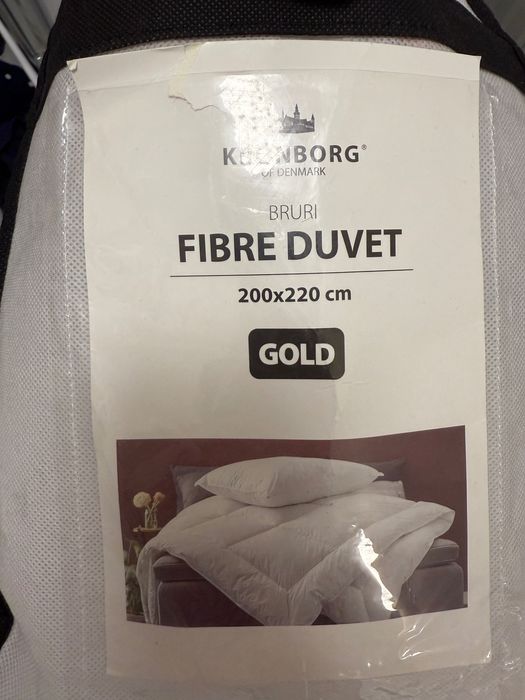 KRONBORG®
OF DENMARK
BRURI
FIBRE DUVET
200x220 cm
GOLD